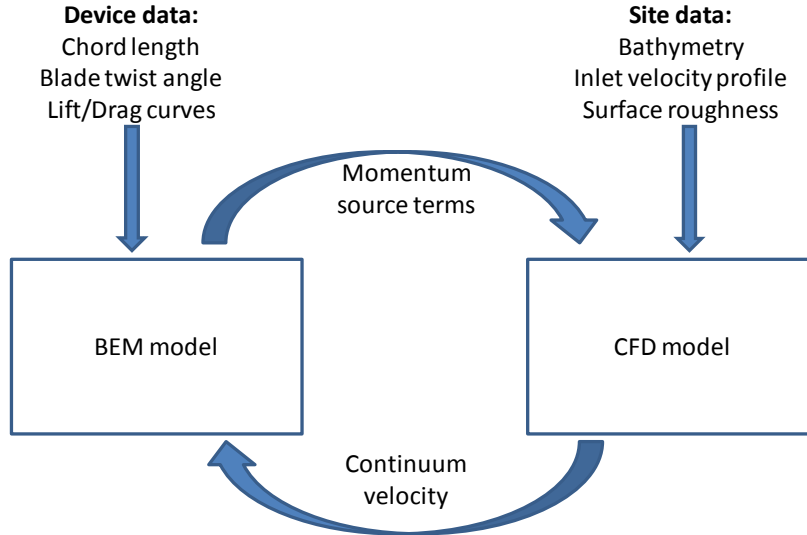 Device data:
Chord length
Blade twist angle
Lift/Drag curves
Site data:
Bathymetry
Inlet velocity profile
Surface roughness
Momentum
source terms
BEM model
CFD model
Continuum
velocity